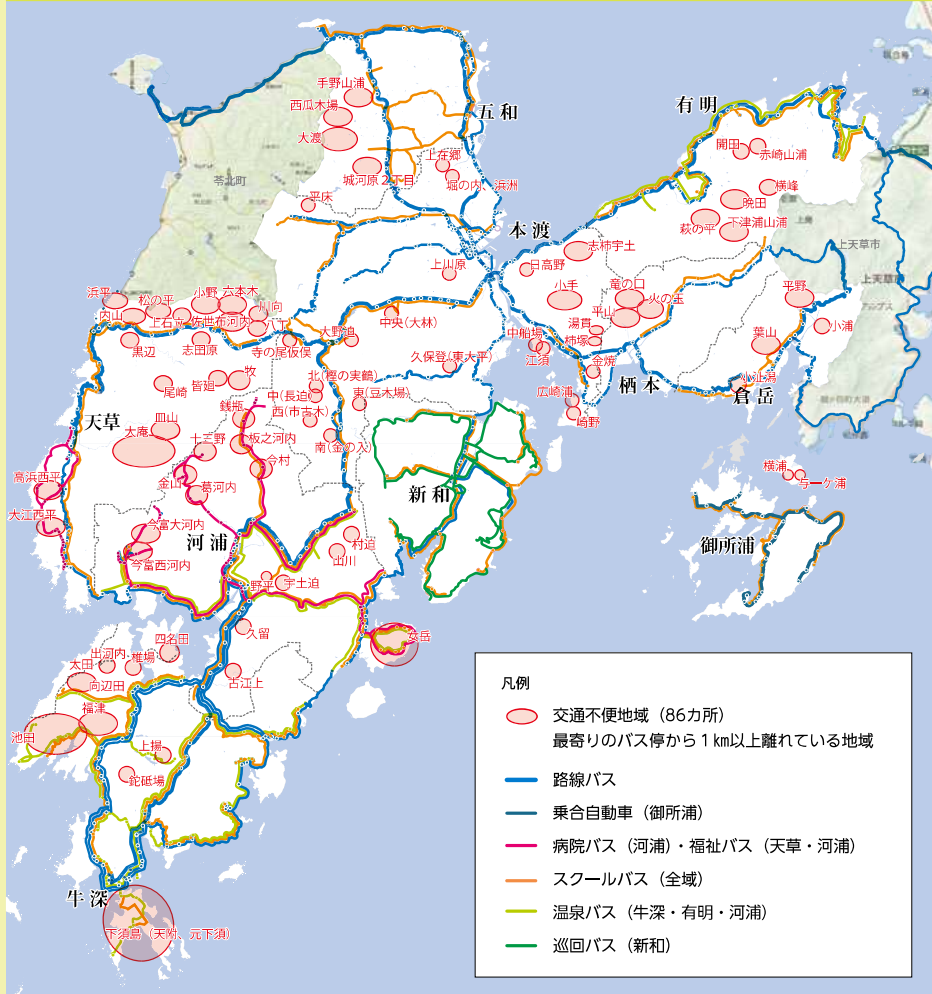 手野山浦
西瓜木場
大渡
五和
有明
開田
赤崎山浦
上在郷
堀の内、浜洲
城河原2丁目
苓北町
平床
横峰
晩田
萩の平
下津浦山浦
本渡
志柿宇土
上天草市
上天草
上川原
日高野
小手
竜の口
火の玉
平山
湯貫
柿塚
平野
小浦
葉山
浜平
内山
松の平
小野
六本木
上石立
佐世布河内
川向
八丁
大野迫
中央(大林)
中船場
江須
金焼
黒辺
志田原
寺の尾仮俣
久保登(東大平)
栖本
倉岳
広崎浦
崎野
尾崎
皆廻
牧
北(樫の実鶴)
中(長迫)
東(豆木場)
西(市古木)
銭瓶
天草
皿山
大庵
十三野
板之河内
南(金の入)
今村
高浜西平
金山
葛河内
新和
横浦
与一ケ浦
大江西平
今富大河内
河浦
御所浦
今富西河内
村迫
出川
野平
宇土迫
久留
女岳
四名田
出河内
椎場
太田
向辺田
古江上
福津
池田
上揚
鉈砥場
牛深
下須島(天附、元下須)
凡例
交通不便地域(86カ所)
最寄りのバス停から1km以上離れている地域
路線バス
乗合自動車(御所浦)
病院バス(河浦)・福祉バス(天草・河浦)
スクールバス(全域)
温泉バス(牛深・有明・河浦)
巡回バス(新和)